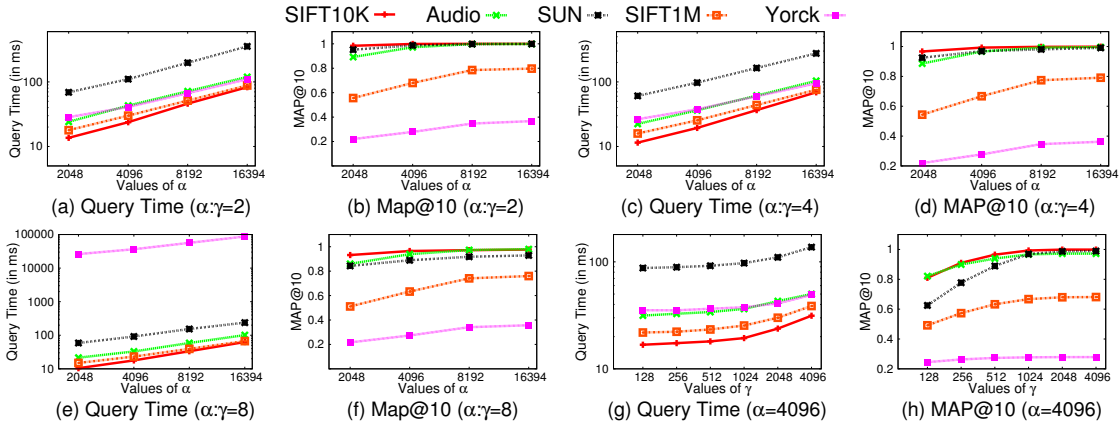 SIFT10K Audio SUN SIFT1M Yorck
Query Time (in ms)
100
10
2048 4096 8192 16394
Values of α
(a) Query Time (α:γ=2)
MAP@10
1
0.8
0.6
0.4
0.2
0
2048 4096 8192 16394
Values of α
(b) Map@10 (α:γ=2)
Query Time (in ms)
100
10
2048 4096 8192 16394
Values of α
(c) Query Time (α:γ=4)
MAP@10
1
0.8
0.6
0.4
0.2
2048 4096 8192 16394
Values of α
(d) MAP@10 (α:γ=4)
Query Time (in ms)
100000
10000
1000
100
10
2048 4096 8192 16394
Values of α
(e) Query Time (α:γ=8)
MAP@10
1
0.8
0.6
0.4
0.2
2048 4096 8192 16394
Values of α
(f) Map@10 (α:γ=8)
Query Time (in ms)
100
10
128 256 512 1024 2048 4096
Values of γ
(g) Query Time (α=4096)
MAP@10
1
0.8
0.6
0.4
0.2
128 256 512 1024 2048 4096
Values of γ
(h) MAP@10 (α=4096)